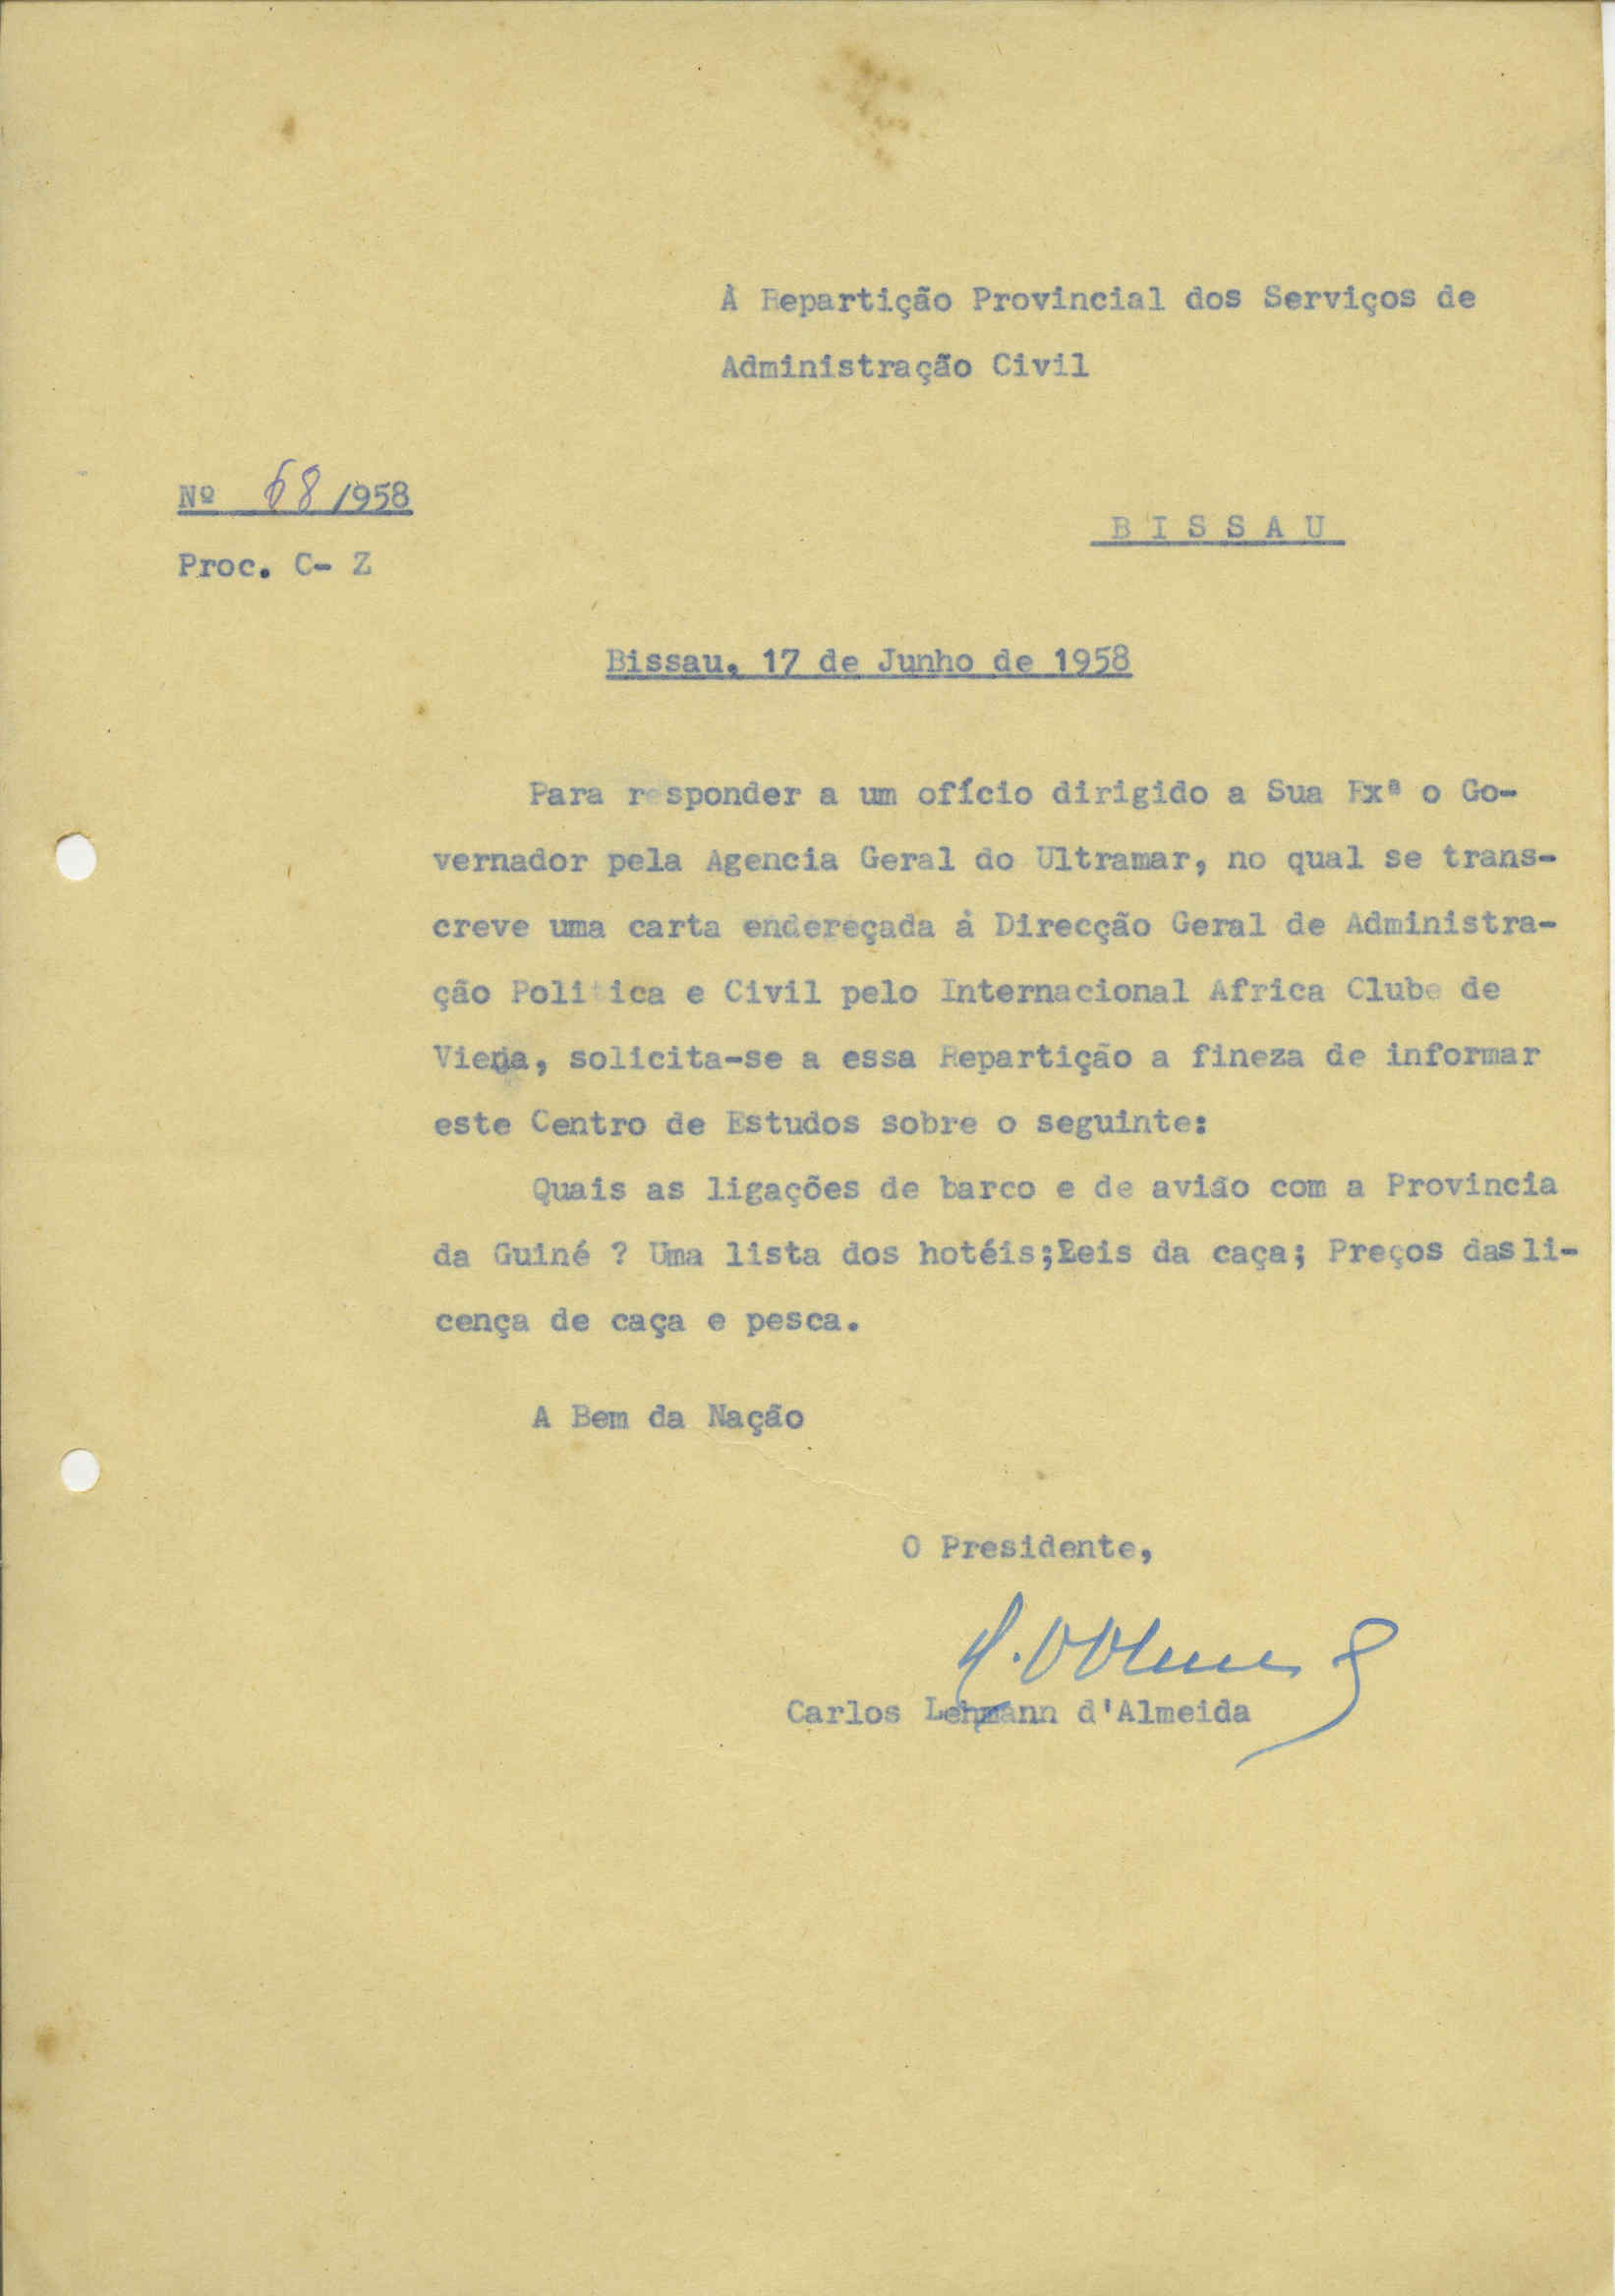 À Repartição Provincial dos Serviços de
Administração Civil
Nº 68/1958
BISSAU
Proc. C- Z
Bissau, 17 de Junho de 1958
Para responder a um ofício dirigido a Sua Exª o Go-
vernador pela Agencia Geral do Ultramar, no qual se trans-
creve uma carta endereçada à Direcção Geral de Administra-
ção Politica e Civil pelo Internacional Africa Clube de
Viena, solicita-se a essa Repartição a fineza de informar
este Centro de Estudos sobre o seguinte:
Quais as ligações de barco e de avião com a Provincia
da Guiné ? Uma lista dos hotéis;Leis da caça; Preços das li-
cença de caça e pesca.
A Bem da Nação
O Presidente,
Carlos Lehmann d'Almeida